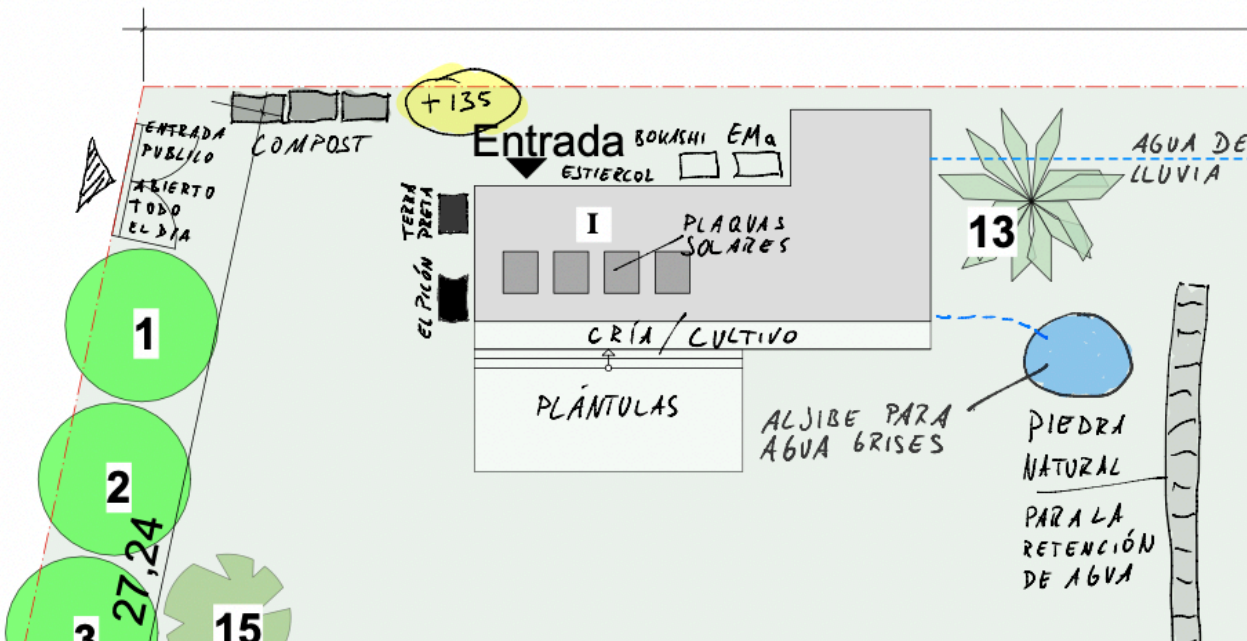 +135
ENTRADA
PUBLILO
ABIERTO
TODO
EL DÍA
COMPOST
Entrada
ESTIERCOL
BOKASHI
EMa
AGUA DE
LLUVIA
TERRA
PRETA
EL PICÓN
I
PLAQUAS
SOLARES
13
1
CRÍA / CULTIVO
PLÁNTULAS
ALJIBE PARA
AGUA GRISES
PIEDRA
NATURAL
PARA LA
RETENCIÓN
DE AGUA
2
27,24
3
15